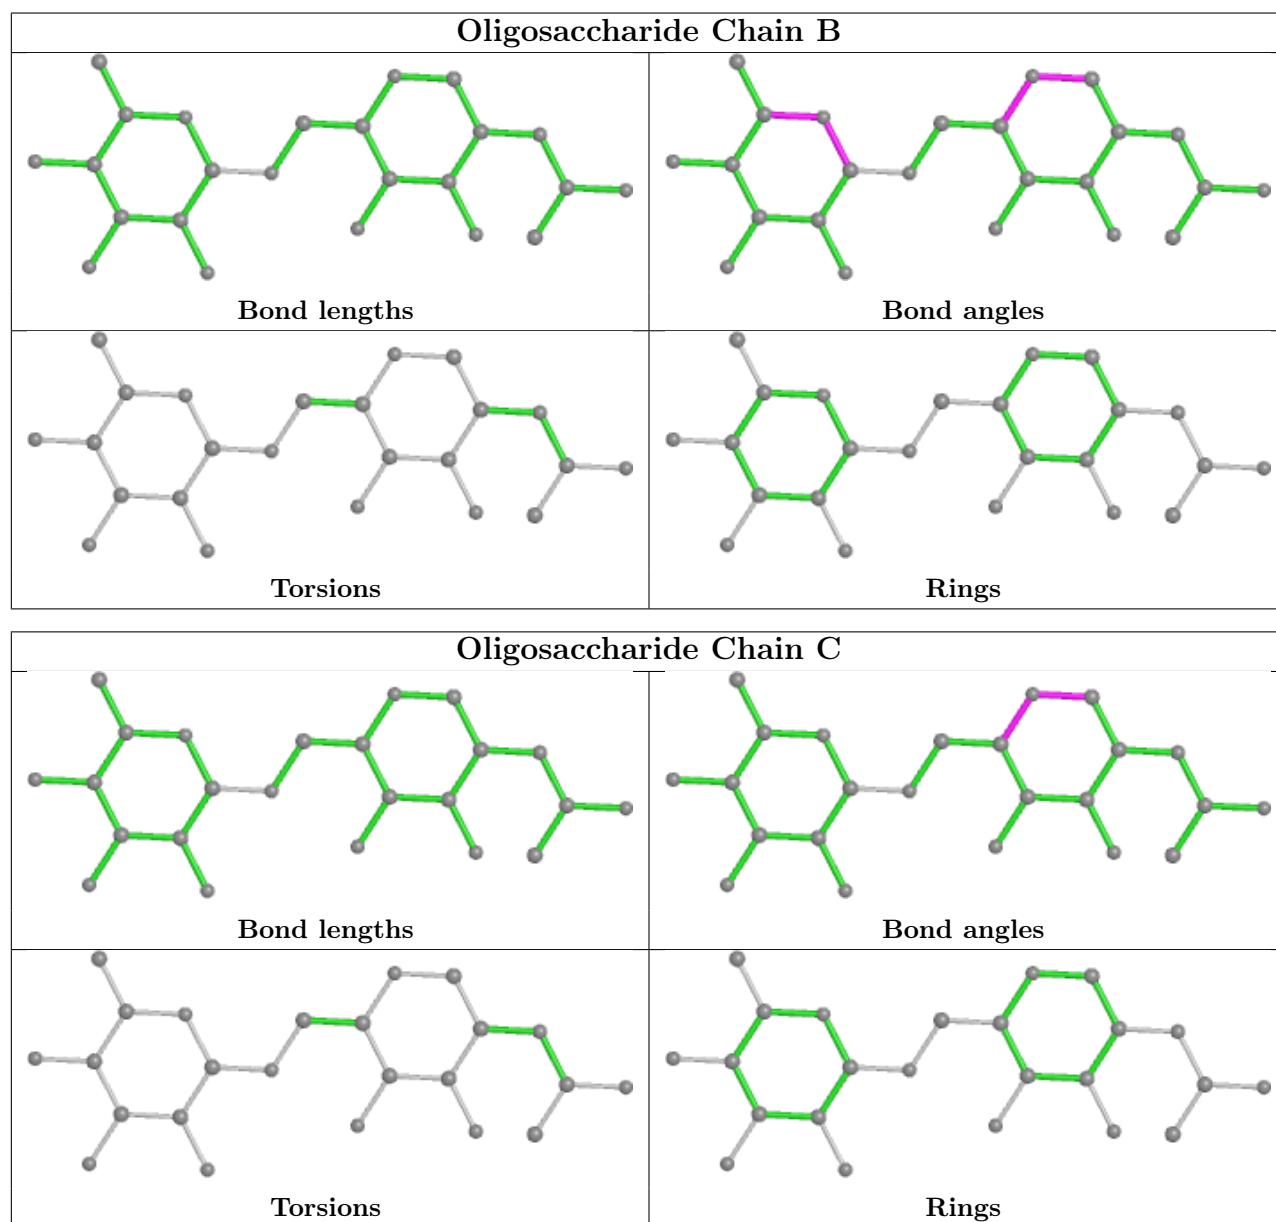 Oligosaccharide Chain B
Bond lengths
Bond angles
Torsions
Rings
Oligosaccharide Chain C
Bond lengths
Bond angles
Torsions
Rings